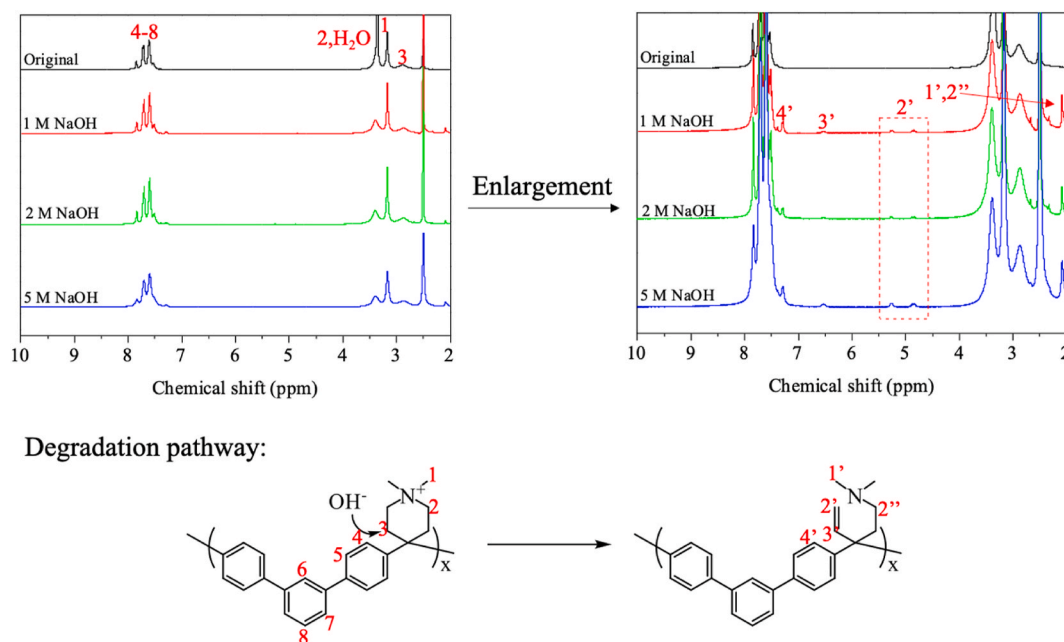 4-8
2,H₂O
1
3
Original
1 M NaOH
2 M NaOH
5 M NaOH
10 9 8 7 6 5 4 3 2
Chemical shift (ppm)
Enlargement
Original
1 M NaOH
2 M NaOH
5 M NaOH
4’
3’
2’
1’,2’’
10 9 8 7 6 5 4 3 2
Chemical shift (ppm)
Degradation pathway:
OH⁻
N⁺
1
2
3
4
5
6
7
8
x
1’
N
2’
2’’
3’
4’
x